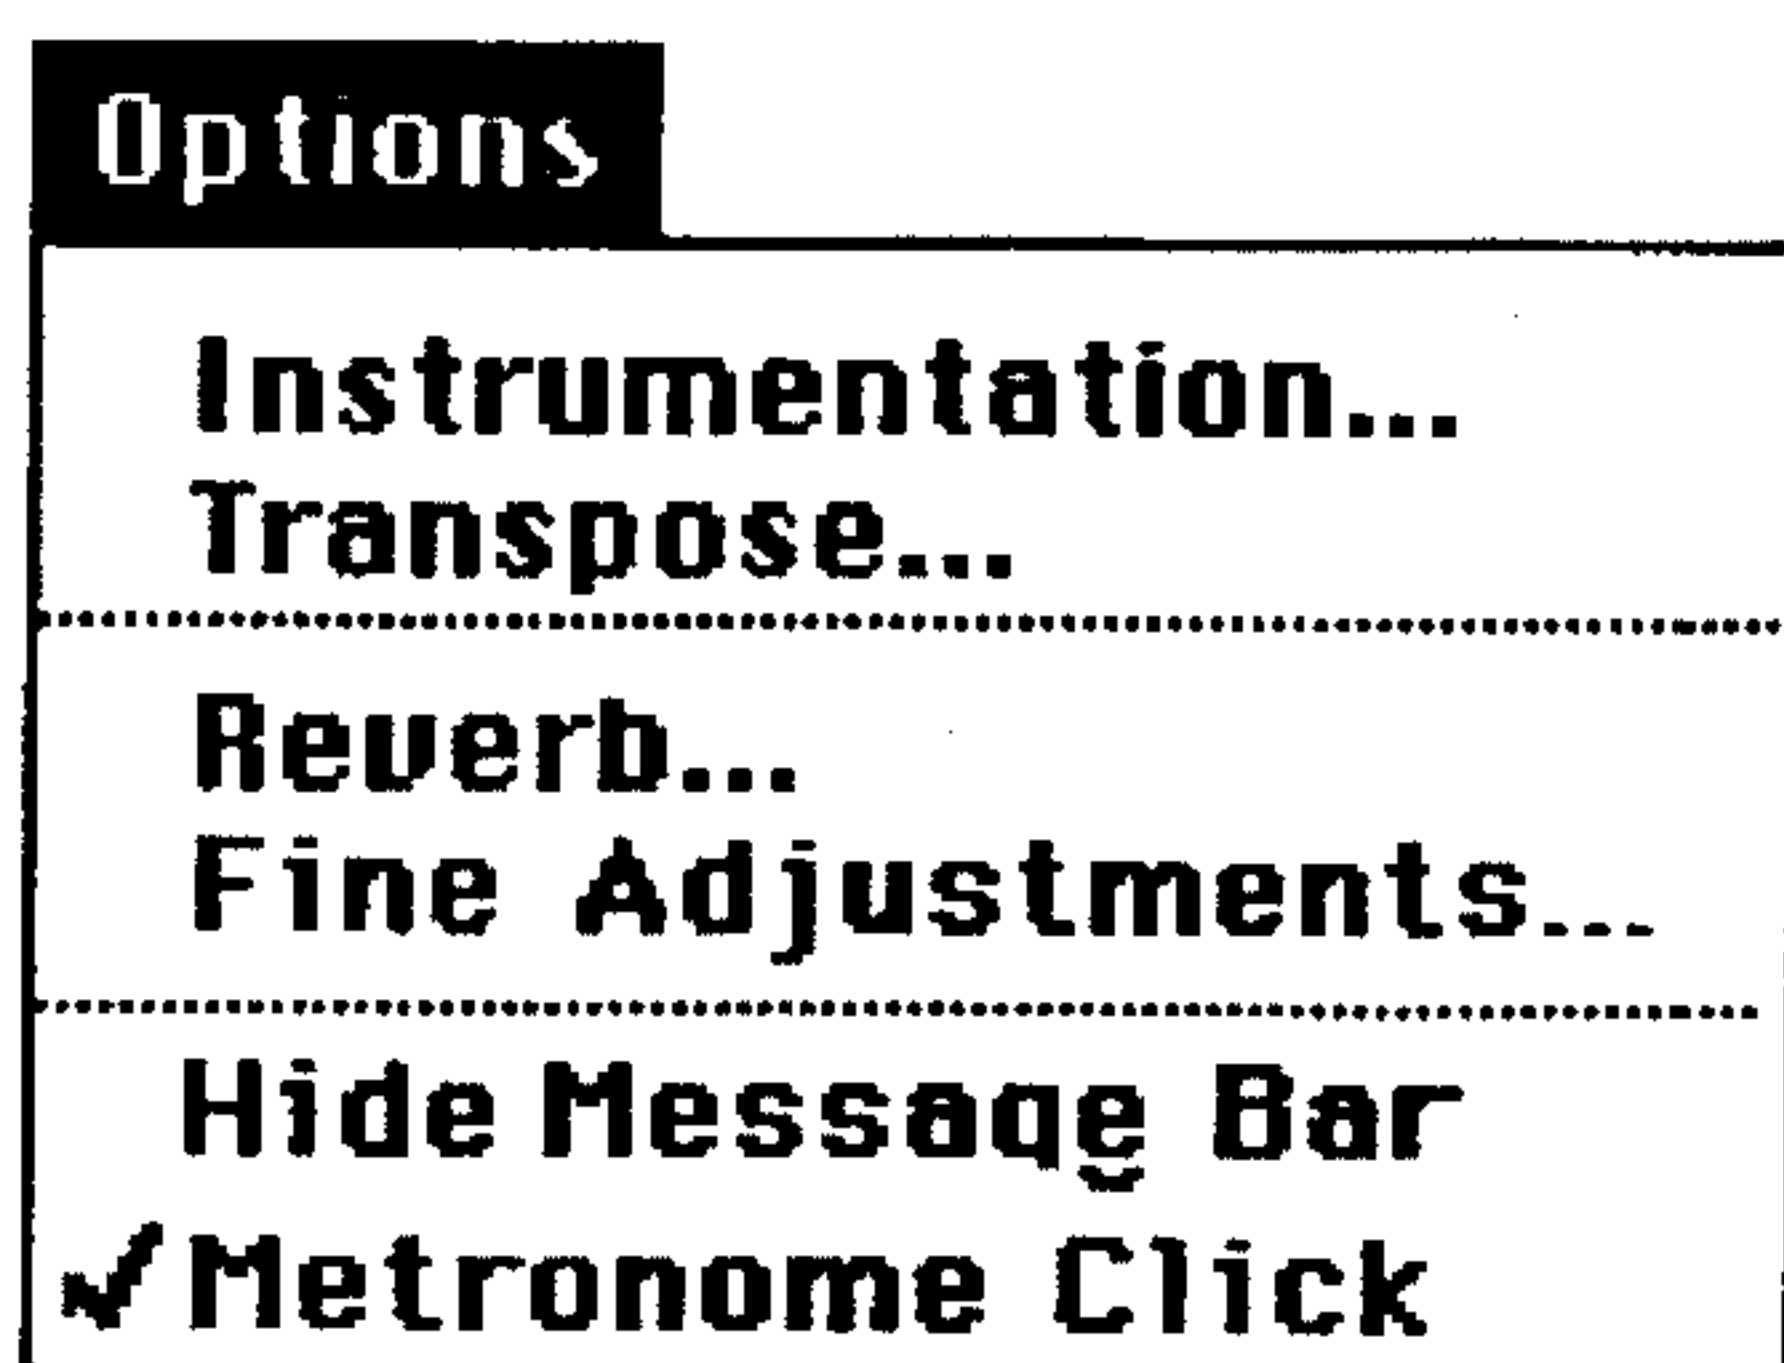 Options
Instrumentation...
Transpose...
Reverb...
Fine Adjustments...
Hide Message Bar
✓Metronome Click